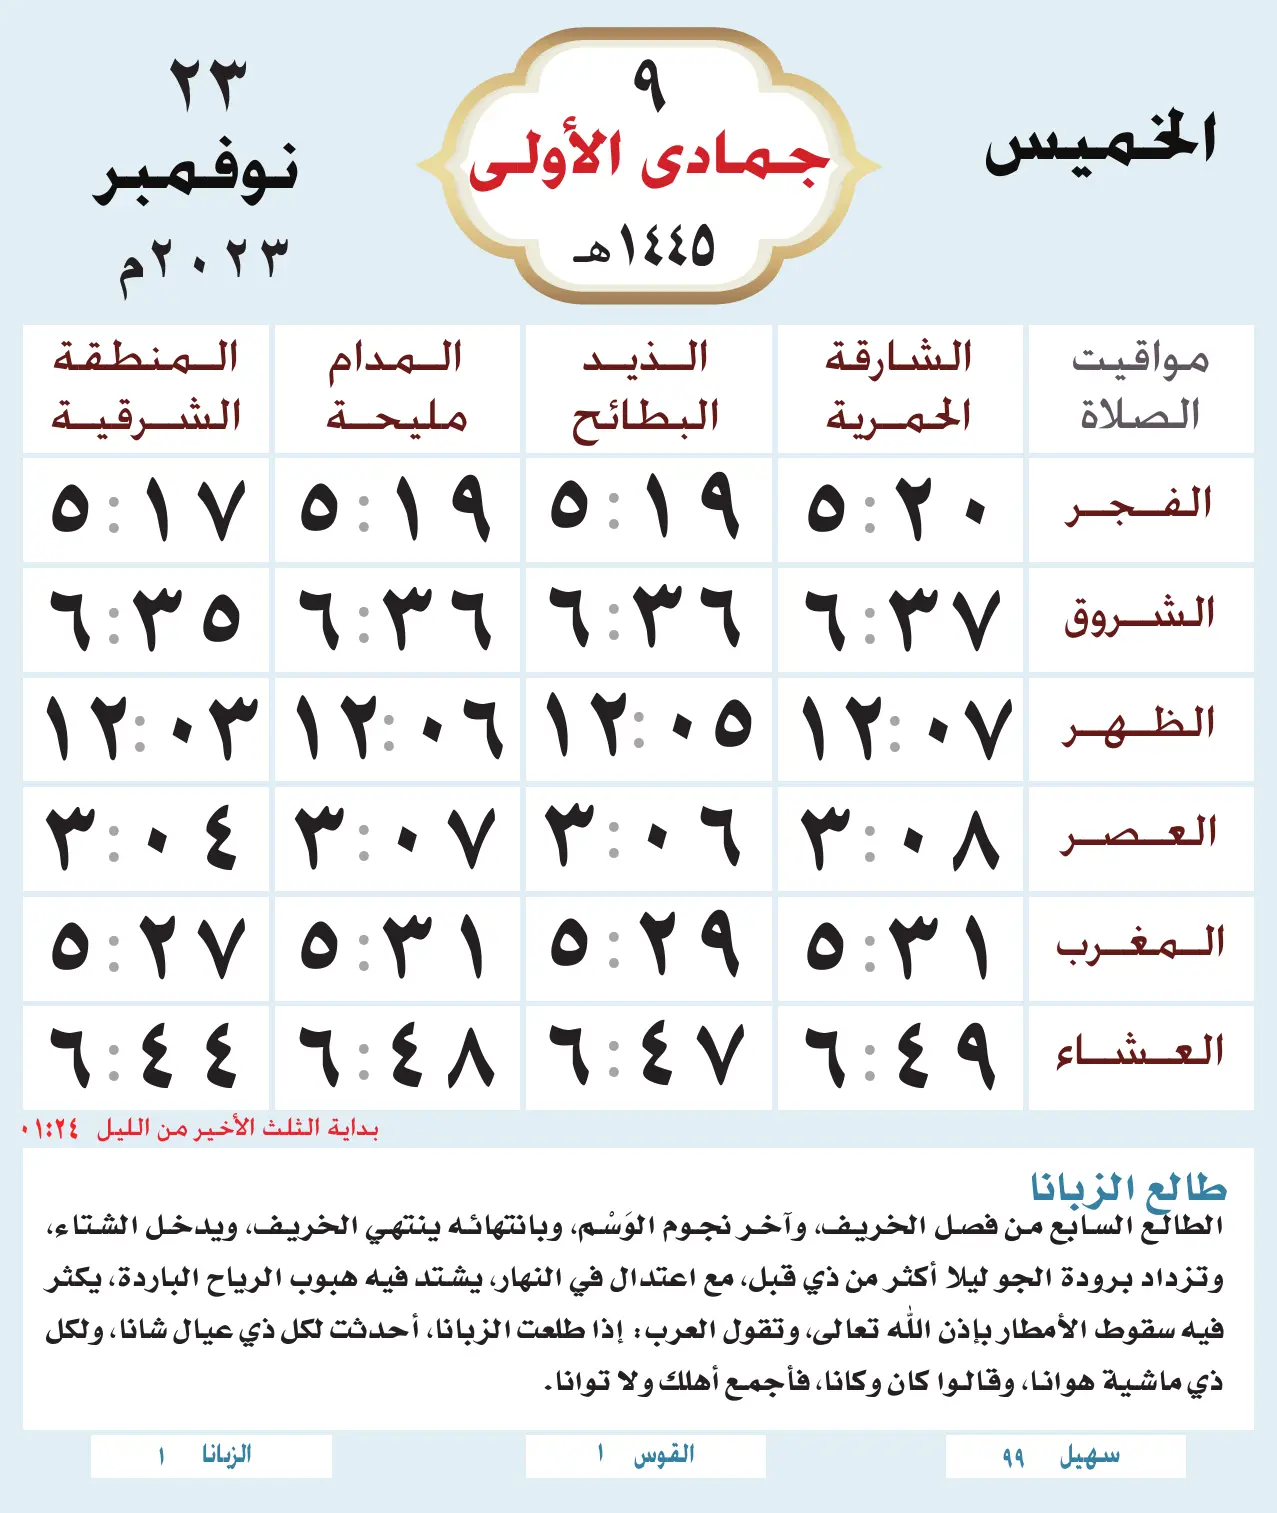 الخميس
٩
جمادى الأولى
١٤٤٥هـ
٢٣
نوفمبر
٢٠٢٣م
مواقيت الصلاة
الشارقة الحمرية
الذيد البطائح
المدام مليحة
المنطقة الشرقية
الفجر ٥:٢٠ ٥:١٩ ٥:١٩ ٥:١٧
الشروق ٦:٣٧ ٦:٣٦ ٦:٣٦ ٦:٣٥
الظهر ١٢:٠٧ ١٢:٠٥ ١٢:٠٦ ١٢:٠٣
العصر ٣:٠٨ ٣:٠٦ ٣:٠٧ ٣:٠٤
المغرب ٥:٣١ ٥:٢٩ ٥:٣١ ٥:٢٧
العشاء ٦:٤٩ ٦:٤٧ ٦:٤٨ ٦:٤٤
بداية الثلث الأخير من الليل ٠١:٢٤
طالع الزبانا
الطالع السابع من فصل الخريف، وآخر نجوم الوَسْم، وبانتهائه ينتهي الخريف، ويدخل الشتاء،
وتزداد برودة الجو ليلا أكثر من ذي قبل، مع اعتدال في النهار، يشتد فيه هبوب الرياح الباردة، يكثر
فيه سقوط الأمطار بإذن الله تعالى، وتقول العرب: إذا طلعت الزبانا، أحدثت لكل ذي عيال شانا، ولكل
ذي ماشية هوانا، وقالوا كان وكانا، فأجمع أهلك ولا توانا.
سهيل ٩٩
القوس ١
الزبانا ١